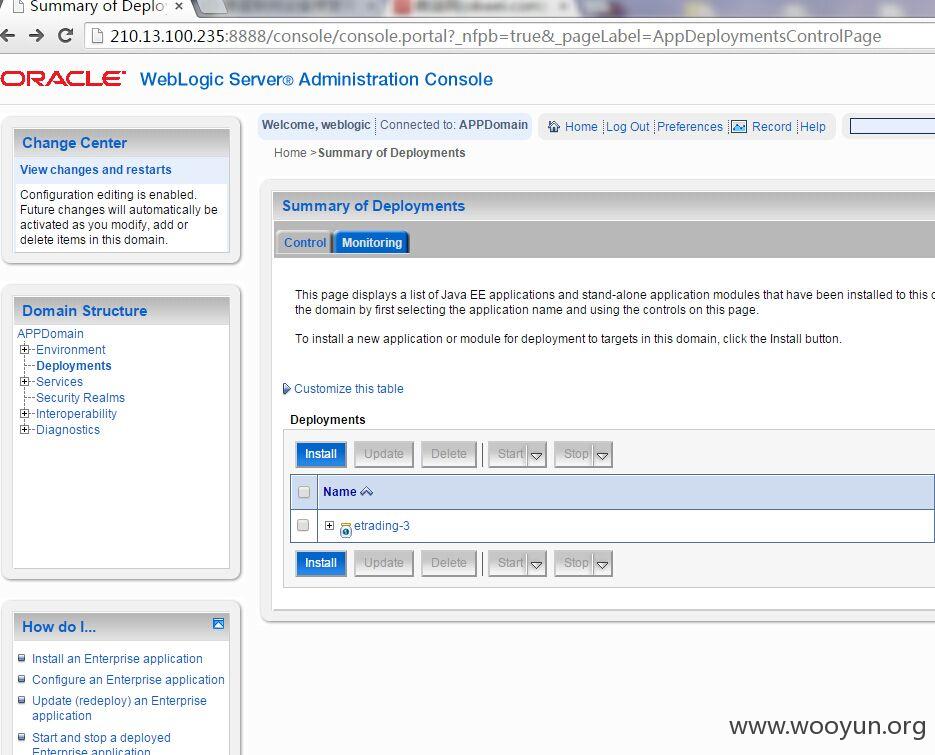 Summary of Deplo
210.13.100.235:8888/console/console.portal?_nfpb=true&_pageLabel=AppDeploymentsControlPage
ORACLE WebLogic Server® Administration Console
Change Center
View changes and restarts
Configuration editing is enabled.
Future changes will automatically be
activated as you modify, add or
delete items in this domain.
Domain Structure
APPDomain
Environment
Deployments
Services
Security Realms
Interoperability
Diagnostics
How do I...
Install an Enterprise application
Configure an Enterprise application
Update (redeploy) an Enterprise
application
Start and stop a deployed
Enterprise application
Welcome, weblogic Connected to: APPDomain
Home Log Out Preferences Record Help
Home >Summary of Deployments
Summary of Deployments
Control Monitoring
This page displays a list of Java EE applications and stand-alone application modules that have been installed to this
the domain by first selecting the application name and using the controls on this page.
To install a new application or module for deployment to targets in this domain, click the Install button.
Customize this table
Deployments
Install Update Delete Start Stop
Name
etrading-3
Install Update Delete Start Stop
www.wooyun.org